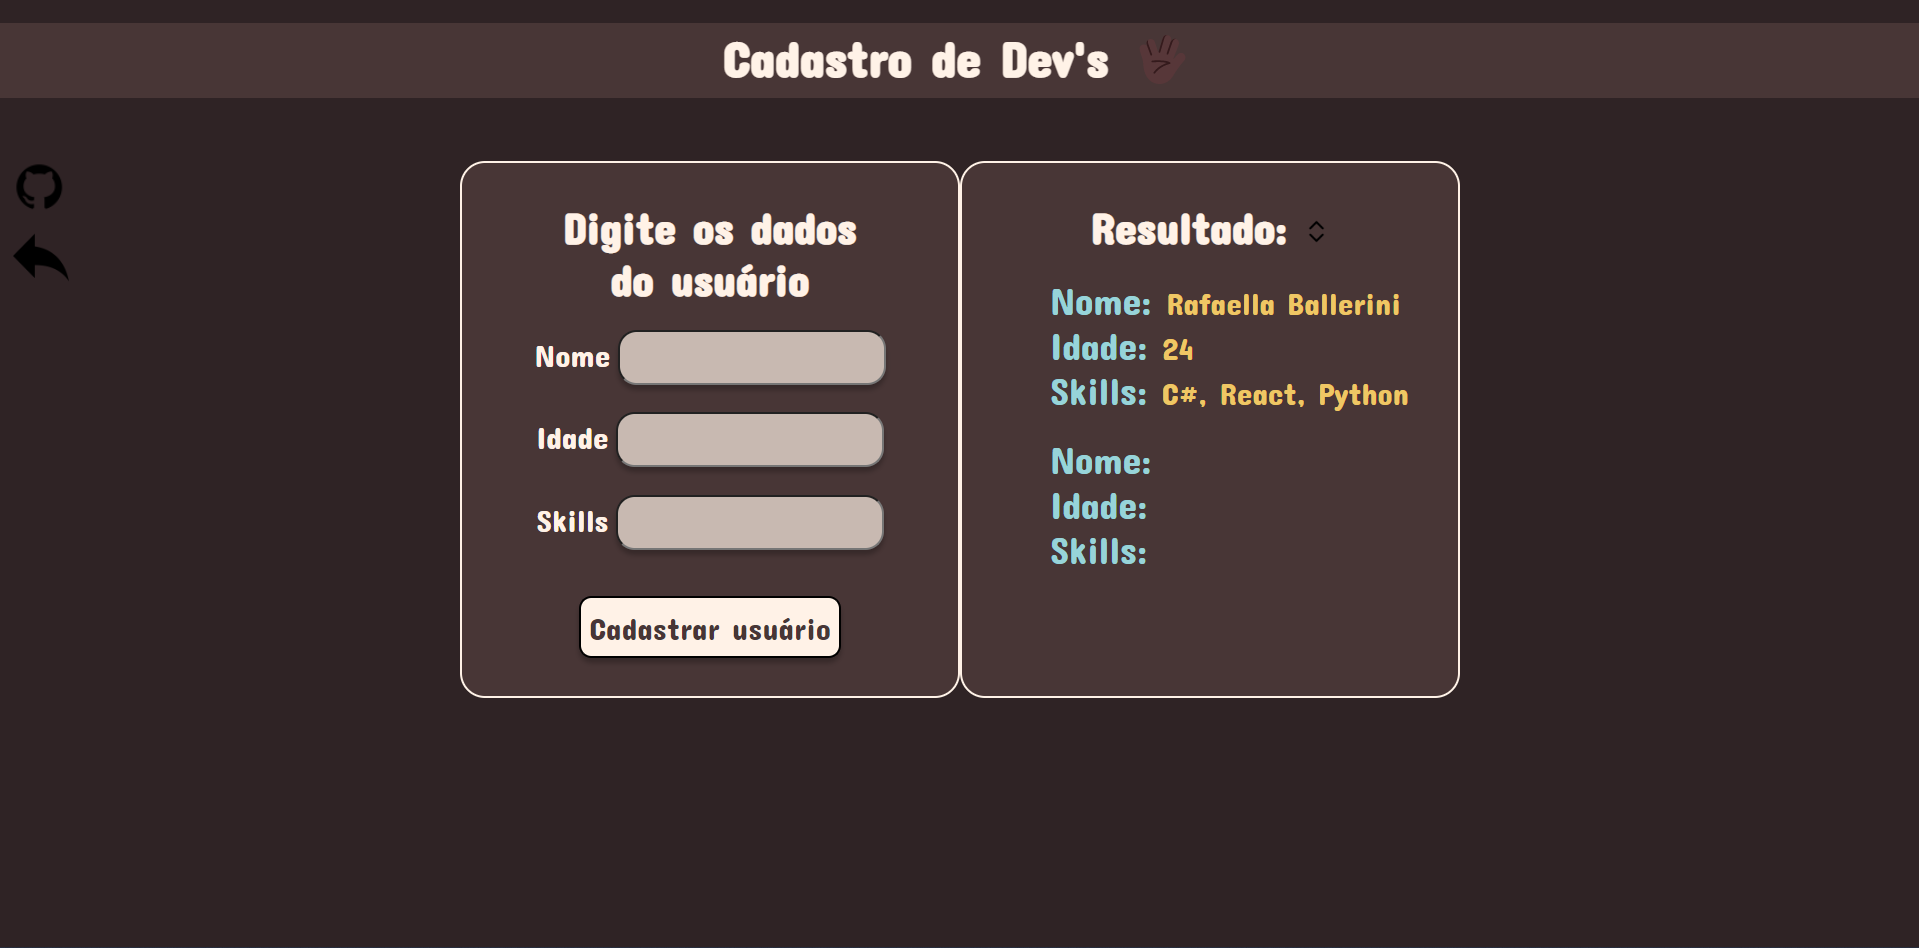 Cadastro de Dev's
Digite os dados
do usuário
Nome
Idade
Skills
Cadastrar usuário
Resultado:
Nome: Rafaella Ballerini
Idade: 24
Skills: C#, React, Python
Nome:
Idade:
Skills: